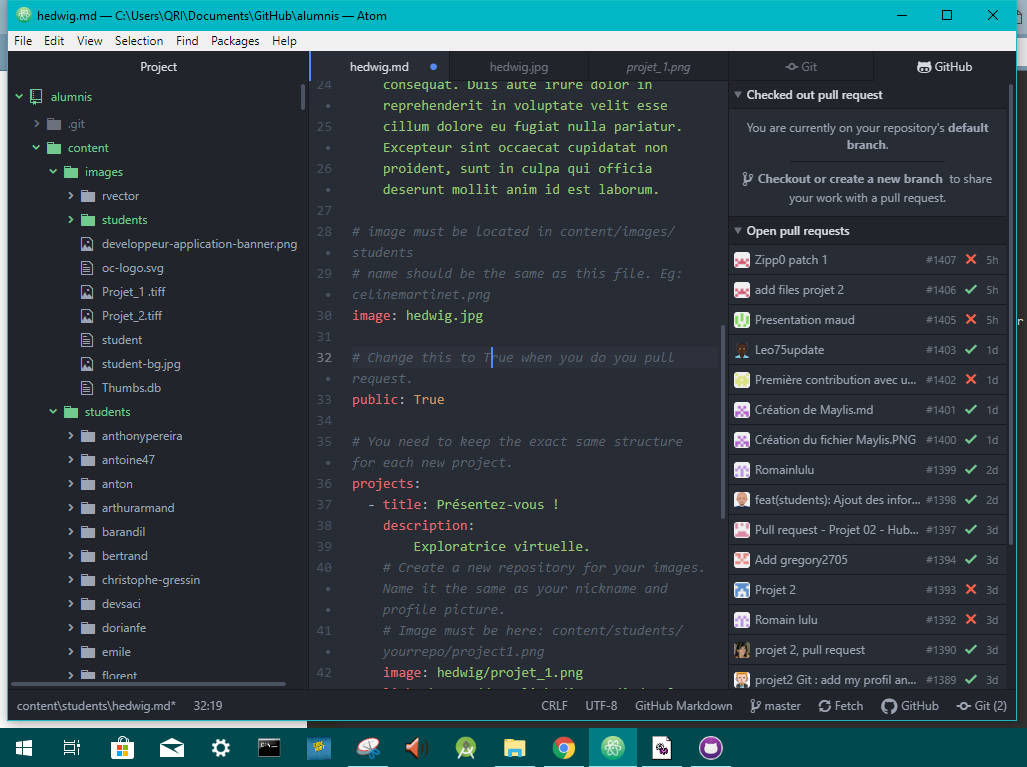 hedwig.md — C:\Users\QRI\Documents\GitHub\alumnis — Atom
File Edit View Selection Find Packages Help
Project
alumnis
.git
content
images
rvector
students
developpeur-application-banner.png
oc-logo.svg
Projet_1 .tiff
Projet_2.tiff
student
student-bg.jpg
Thumbs.db
students
anthonypereira
antoine47
anton
arthurarmand
barandil
bertrand
christophe-gressin
devsaci
dorianfe
emile
florent
hedwig.md hedwig.jpg projet_1.png Git GitHub
24 consequat. Duis aute irure dolor in
• reprehenderit in voluptate velit esse
25 cillum dolore eu fugiat nulla pariatur.
• Excepteur sint occaecat cupidatat non
26 proident, sunt in culpa qui officia
• deserunt mollit anim id est laborum.
27
28 # image must be located in content/images/
• students
29 # name should be the same as this file. Eg:
• celinemartinet.png
30 image: hedwig.jpg
31
32 # Change this to True when you do you pull
• request.
33 public: True
34
35 # You need to keep the exact same structure
• for each new project.
36 projects:
37 - title: Présentez-vous !
38 description:
39 Exploratrice virtuelle.
40 # Create a new repository for your images.
• Name it the same as your nickname and
• profile picture.
41 # Image must be here: content/students/
• yourrepo/project1.png
42 image: hedwig/projet_1.png
Checked out pull request
You are currently on your repository's default
branch.
Checkout or create a new branch to share
your work with a pull request.
Open pull requests
Zipp0 patch 1 #1407 5h
add files projet 2 #1406 5h
Presentation maud #1405 5h
Leo75update #1403 1d
Première contribution avec u... #1402 1d
Création de Maylis.md #1401 1d
Création du fichier Maylis.PNG #1400 1d
Romainlulu #1399 2d
feat(students): Ajout des infor... #1398 2d
Pull request - Projet 02 - Hub... #1397 3d
Add gregory2705 #1394 3d
Projet 2 #1393 3d
Romain lulu #1392 3d
projet 2, pull request #1390 3d
projet2 Git : add my profil an... #1389 3d
content\students\hedwig.md* 32:19 CRLF UTF-8 GitHub Markdown master Fetch GitHub Git (2)